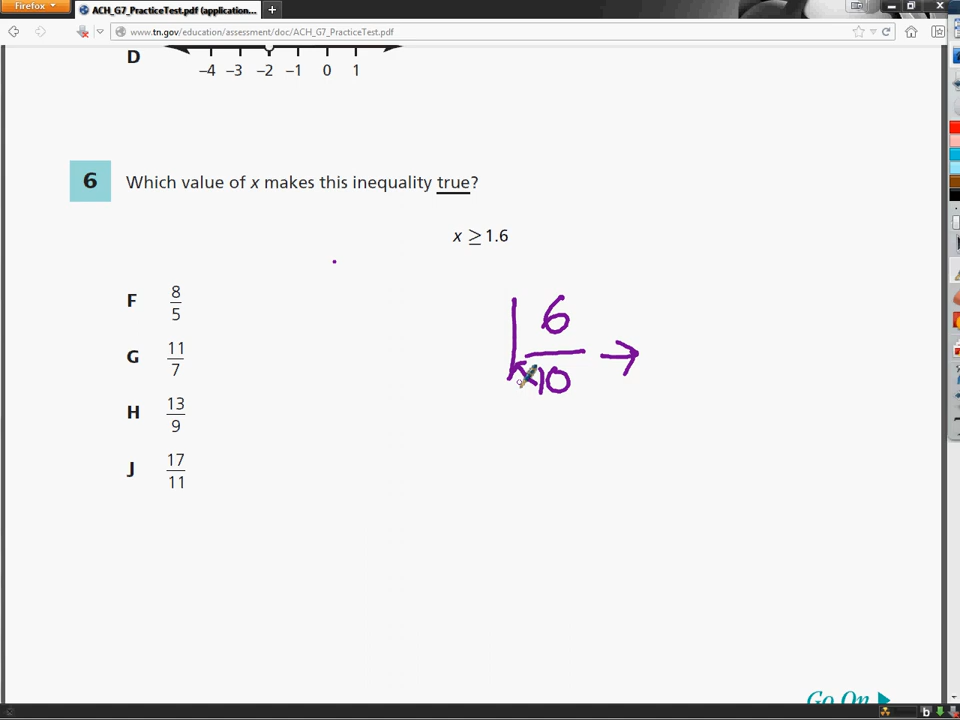 Firefox
ACH_G7_PracticeTest.pdf (application...
www.tn.gov/education/assessment/doc/ACH_G7_PracticeTest.pdf
D
–4 –3 –2 –1 0 1
6 Which value of x makes this inequality true?
x ≥ 1.6
F 8/5
G 11/7
H 13/9
J 17/11
1 6/10 →
Go On
b